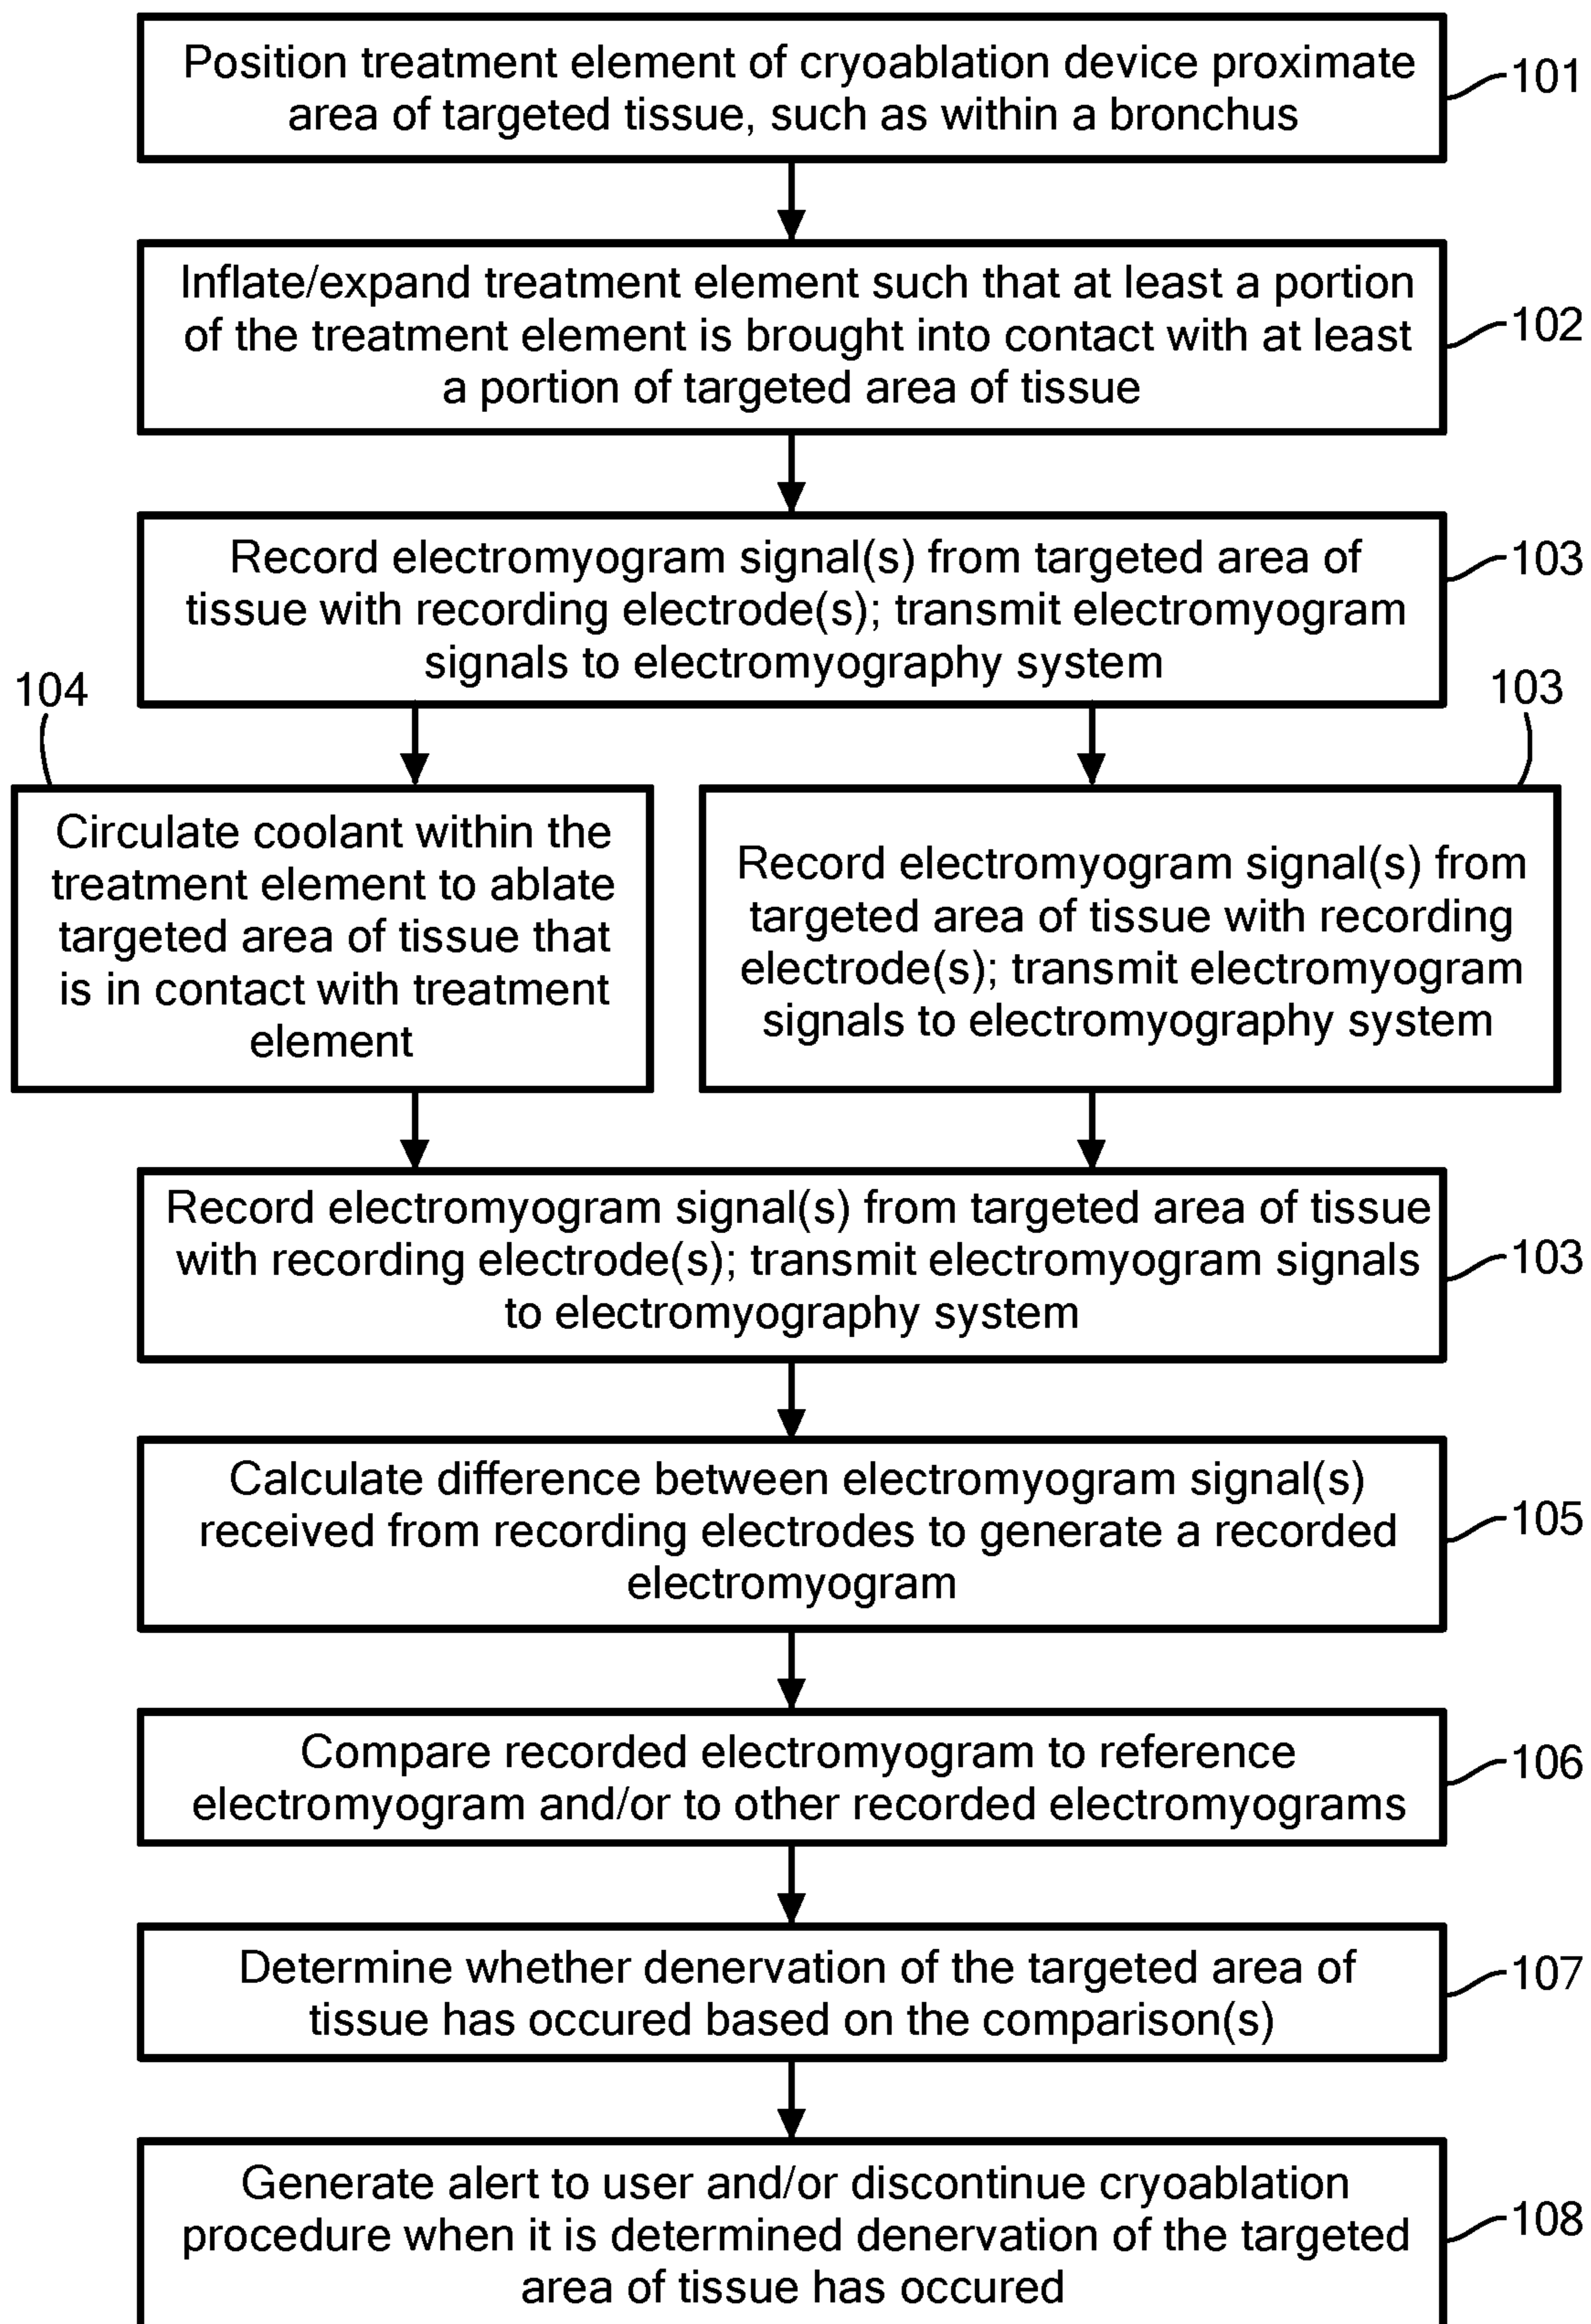 Position treatment element of cryoablation device proximate
area of targeted tissue, such as within a bronchus
101
Inflate/expand treatment element such that at least a portion
of the treatment element is brought into contact with at least
a portion of targeted area of tissue
102
Record electromyogram signal(s) from targeted area of
tissue with recording electrode(s); transmit electromyogram
signals to electromyography system
103
104
Circulate coolant within the
treatment element to ablate
targeted area of tissue that
is in contact with treatment
element
103
Record electromyogram signal(s) from
targeted area of tissue with recording
electrode(s); transmit electromyogram
signals to electromyography system
Record electromyogram signal(s) from targeted area of tissue
with recording electrode(s); transmit electromyogram signals
to electromyography system
103
Calculate difference between electromyogram signal(s)
received from recording electrodes to generate a recorded
electromyogram
105
Compare recorded electromyogram to reference
electromyogram and/or to other recorded electromyograms
106
Determine whether denervation of the targeted area of
tissue has occured based on the comparison(s)
107
Generate alert to user and/or discontinue cryoablation
procedure when it is determined denervation of the targeted
area of tissue has occured
108